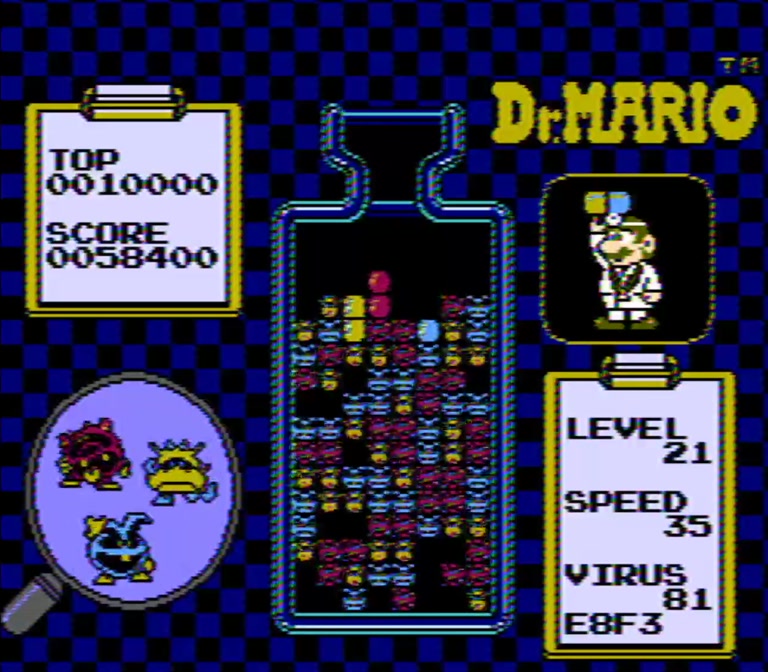 TM
Dr. MARIO
TOP
0010000
SCORE
0058400
LEVEL
21
SPEED
35
VIRUS
81
E8F3